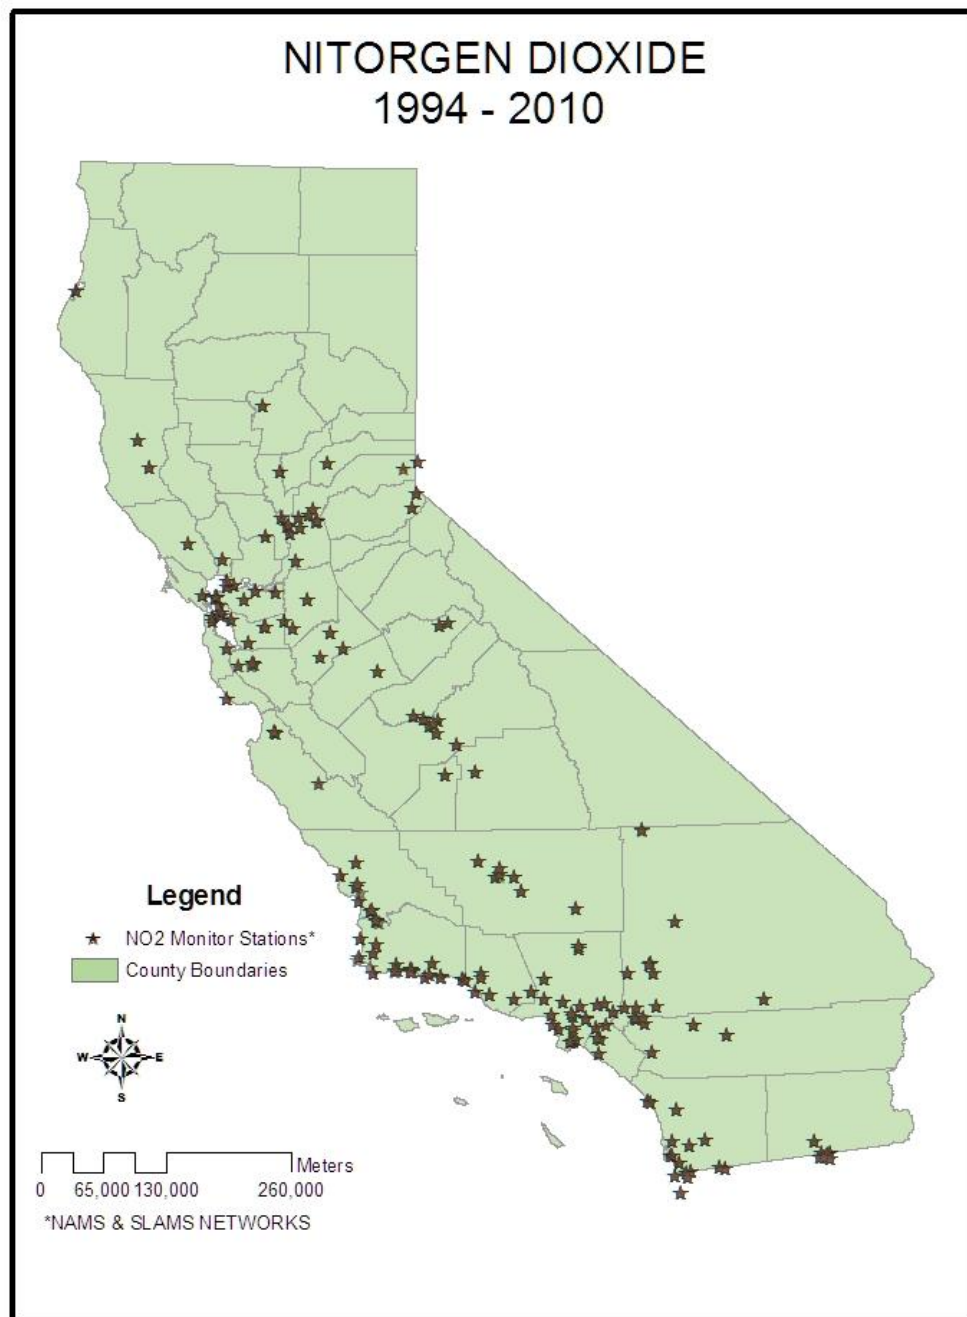 NITORGEN DIOXIDE
1994 - 2010
Legend
NO2 Monitor Stations*
County Boundaries
N
W E
S
Meters
0 65,000 130,000 260,000
*NAMS & SLAMS NETWORKS